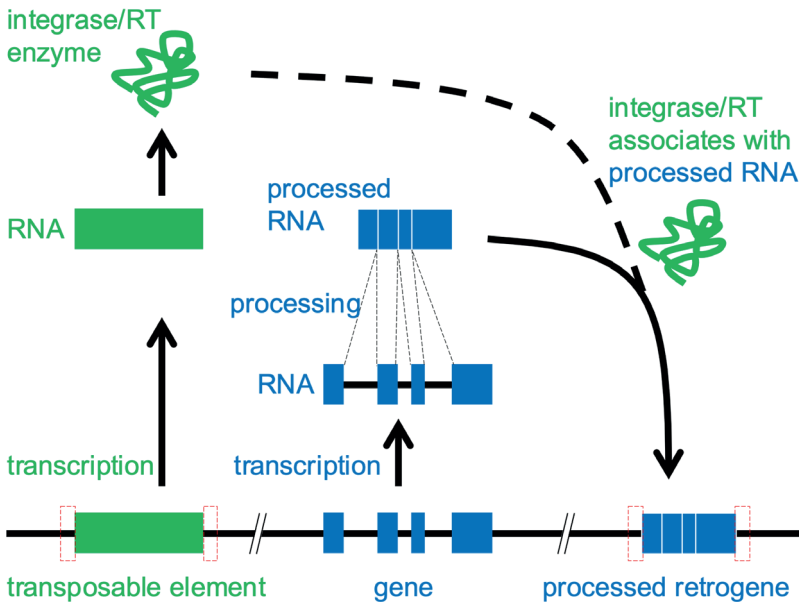 integrase/RT
enzyme
integrase/RT
associates with
processed RNA
processed
RNA
RNA
processing
RNA
transcription
transcription
transposable element
gene
processed retrogene